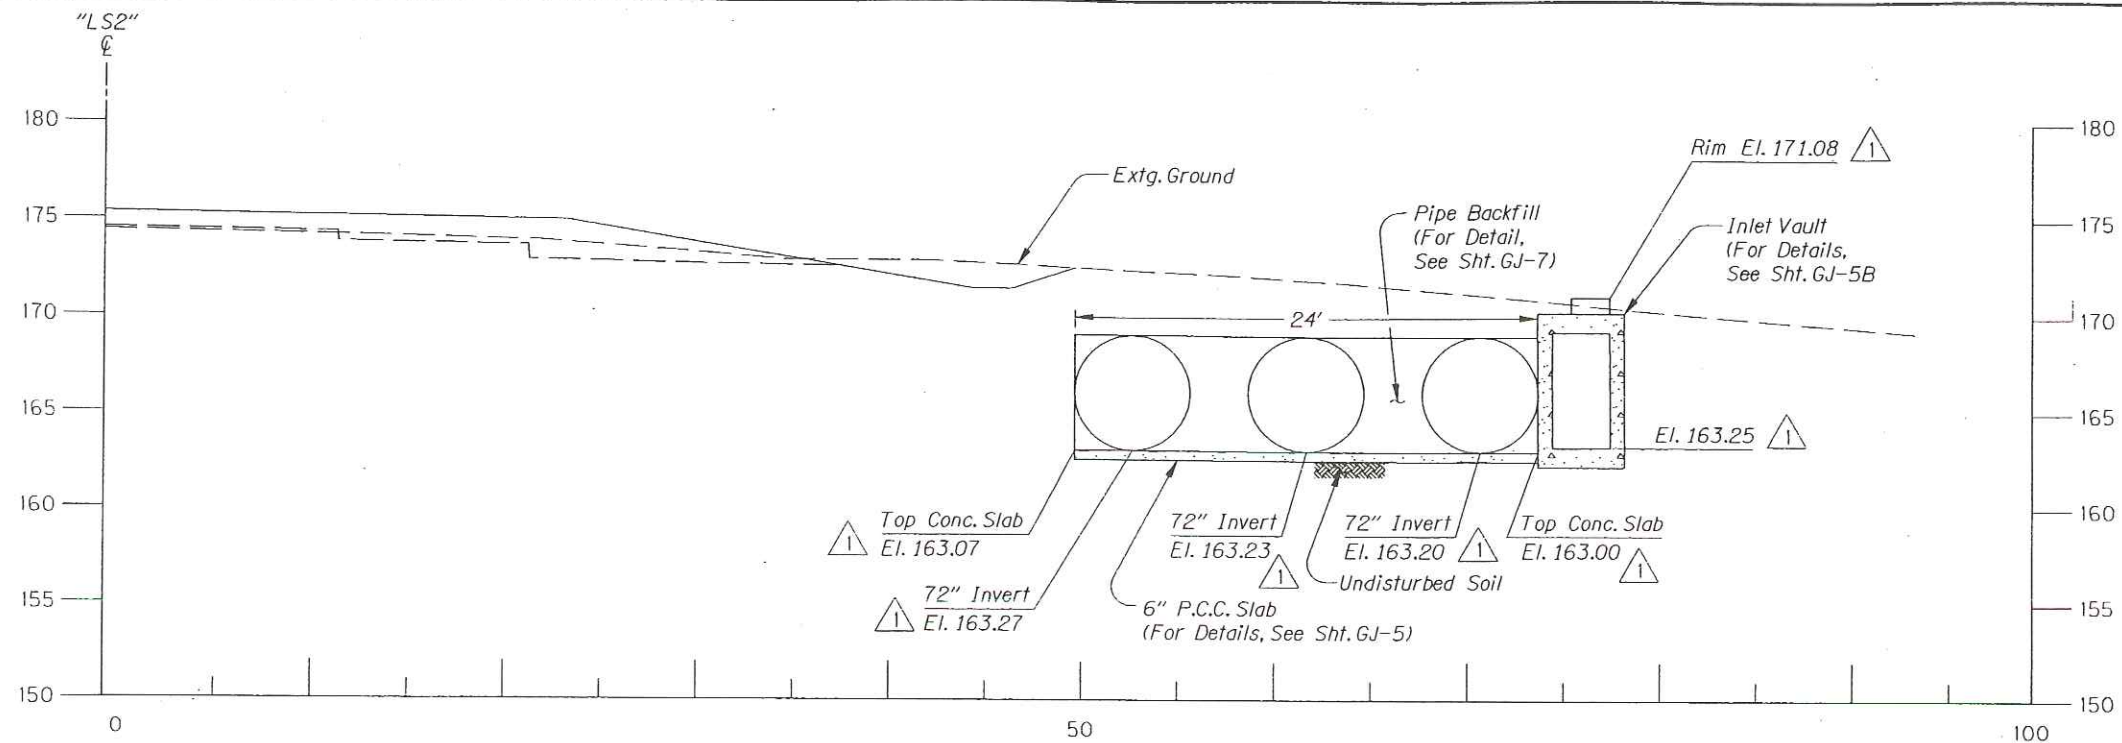 "LS2"
℄
180
175
170
165
160
155
150
180
175
170
165
160
155
150
Extg. Ground
Pipe Backfill
(For Detail,
See Sht. GJ-7)
Rim El. 171.08 1
Inlet Vault
(For Details,
See Sht. GJ-5B
24'
El. 163.25 1
Top Conc. Slab
1 El. 163.07
72" Invert
1 El. 163.27
72" Invert
El. 163.23
1
72" Invert
El. 163.20 1
Top Conc. Slab
El. 163.00
1
Undisturbed Soil
6" P.C.C. Slab
(For Details, See Sht. GJ-5)
0
50
100